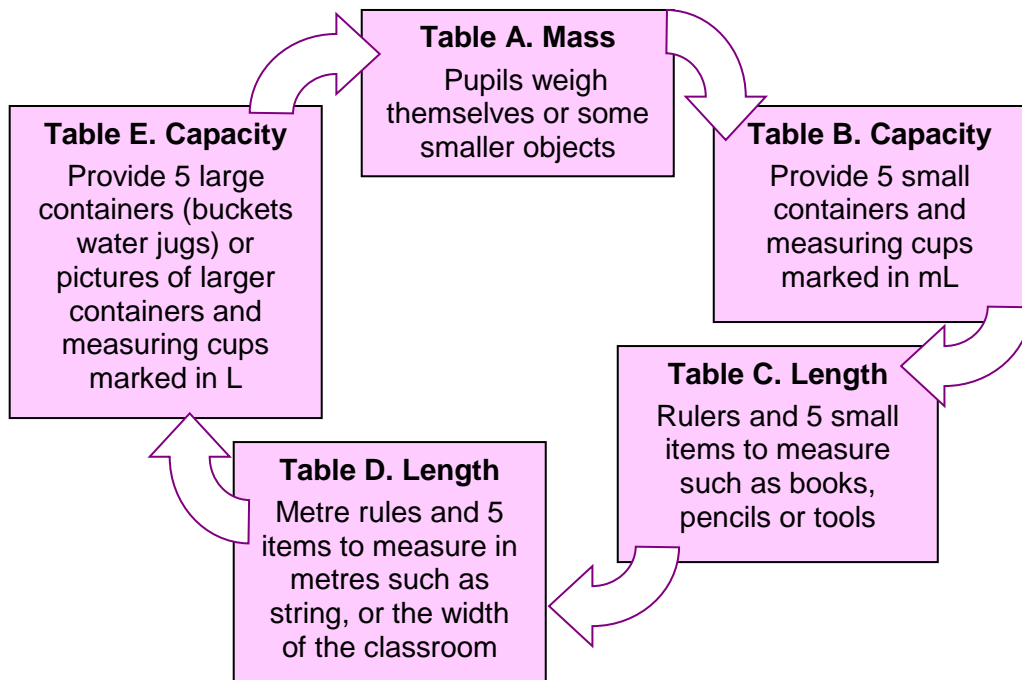 Table A. Mass
Pupils weigh
themselves or some
smaller objects
Table B. Capacity
Provide 5 small
containers and
measuring cups
marked in mL
Table C. Length
Rulers and 5 small
items to measure
such as books,
pencils or tools
Table D. Length
Metre rules and 5
items to measure in
metres such as
string, or the width
of the classroom
Table E. Capacity
Provide 5 large
containers (buckets
water jugs) or
pictures of larger
containers and
measuring cups
marked in L